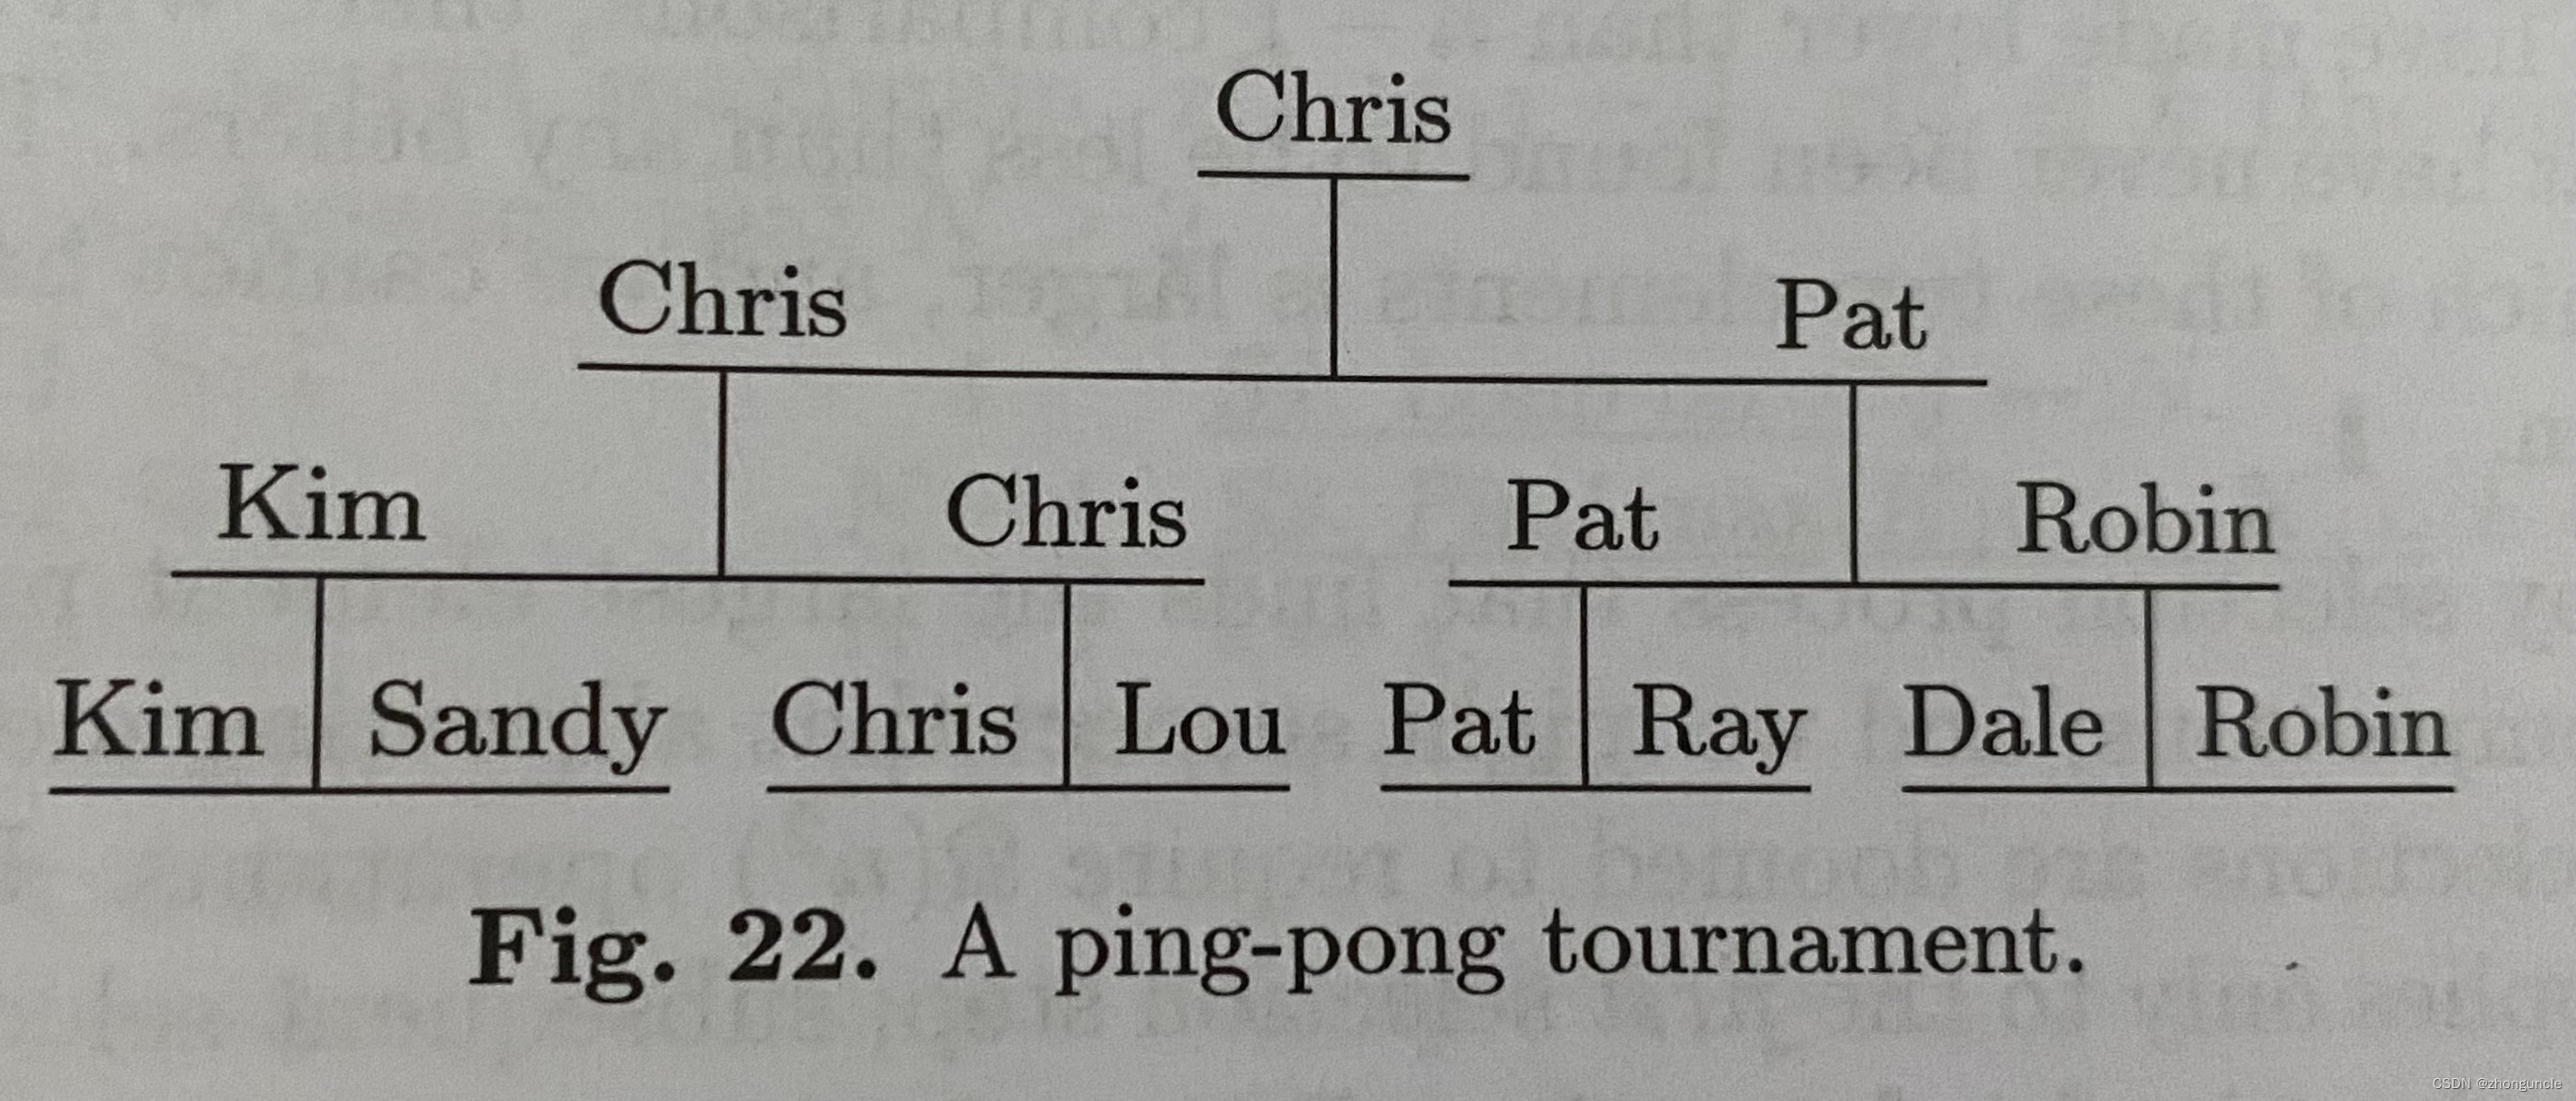 Chris
Chris Pat
Kim Chris Pat Robin
Kim Sandy Chris Lou Pat Ray Dale Robin
Fig. 22. A ping-pong tournament.
CSDN @zhonguncle